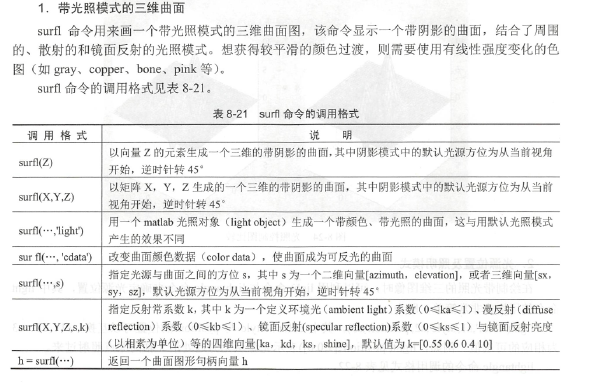 1．带光照模式的三维曲面
surfl 命令用来画一个带光照模式的三维曲面图，该命令显示一个带阴影的曲面，结合了周围
的、散射的和镜面反射的光照模式。想获得较平滑的颜色过渡，则需要使用有线性强度变化的色
图（如 gray、copper、bone、pink 等）。
surfl 命令的调用格式见表 8-21。
表 8-21 surfl 命令的调用格式
调 用 格 式 说 明
surfl(Z)
以向量 Z 的元素生成一个三维的带阴影的曲面,其中阴影模式中的默认光源方位为从当前视角
开始，逆时针转 45°
surfl(X,Y,Z)
以矩阵 X，Y，Z 生成的一个三维的带阴影的曲面，其中阴影模式中的默认光源方位为从当前
视角开始，逆时针转 45°
surfl(…,'light')
用一个 matlab 光照对象（light object）生成一个带颜色、带光照的曲面，这与用默认光照模式
产生的效果不同
sur fl(…, 'cdata')
改变曲面颜色数据（color data），使曲面成为可反光的曲面
surfl(…,s)
指定光源与曲面之间的方位 s，其中 s 为一个二维向量[azimuth，elevation]，或者三维向量[sx，
sy，sz]，默认光源方位为从当前视角开始，逆时针转 45°
surfl(X,Y,Z,s,k)
指定反射常系数 k，其中 k 为一个定义环境光（ambient light）系数（0≤ka≤1）、漫反射（diffuse
reflection）系数（0≤kb≤1）、镜面反射(specular reflection)系数（0≤ks≤1）与镜面反射亮度
（以相素为单位）等的四维向量[ka，kd，ks，shine]，默认值为 k=[0.55 0.6 0.4 10]
h = surfl(…)
返回一个曲面图形句柄向量 h